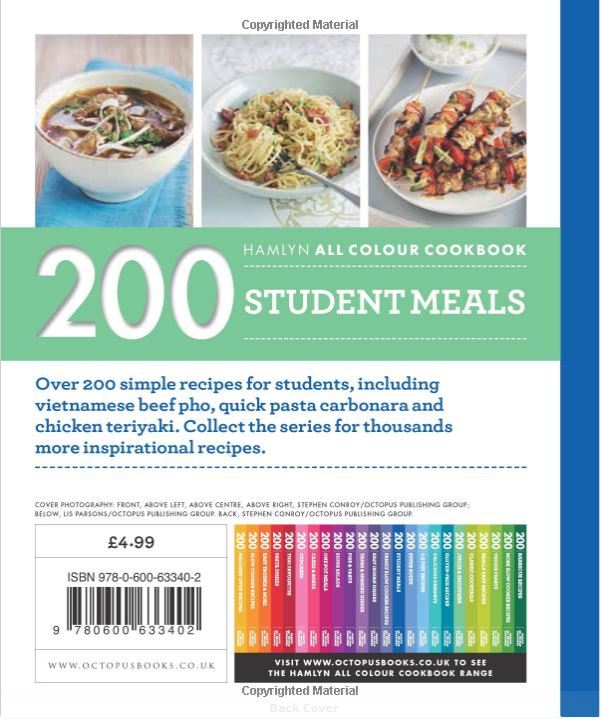 Copyrighted Material
200
HAMLYN ALL COLOUR COOKBOOK
STUDENT MEALS
Over 200 simple recipes for students, including
vietnamese beef pho, quick pasta carbonara and
chicken teriyaki. Collect the series for thousands
more inspirational recipes.
COVER PHOTOGRAPHY: FRONT, ABOVE LEFT, ABOVE CENTRE, ABOVE RIGHT, STEPHEN CONROY/OCTOPUS PUBLISHING GROUP;
BELOW, LIS PARSONS/OCTOPUS PUBLISHING GROUP. BACK, STEPHEN CONROY/OCTOPUS PUBLISHING GROUP.
£4.99
ISBN 978-0-600-63340-2
9 780600 633402
WWW.OCTOPUSBOOKS.CO.UK
VISIT WWW.OCTOPUSBOOKS.CO.UK TO SEE
THE HAMLYN ALL COLOUR COOKBOOK RANGE
Copyrighted Material
Back Cover